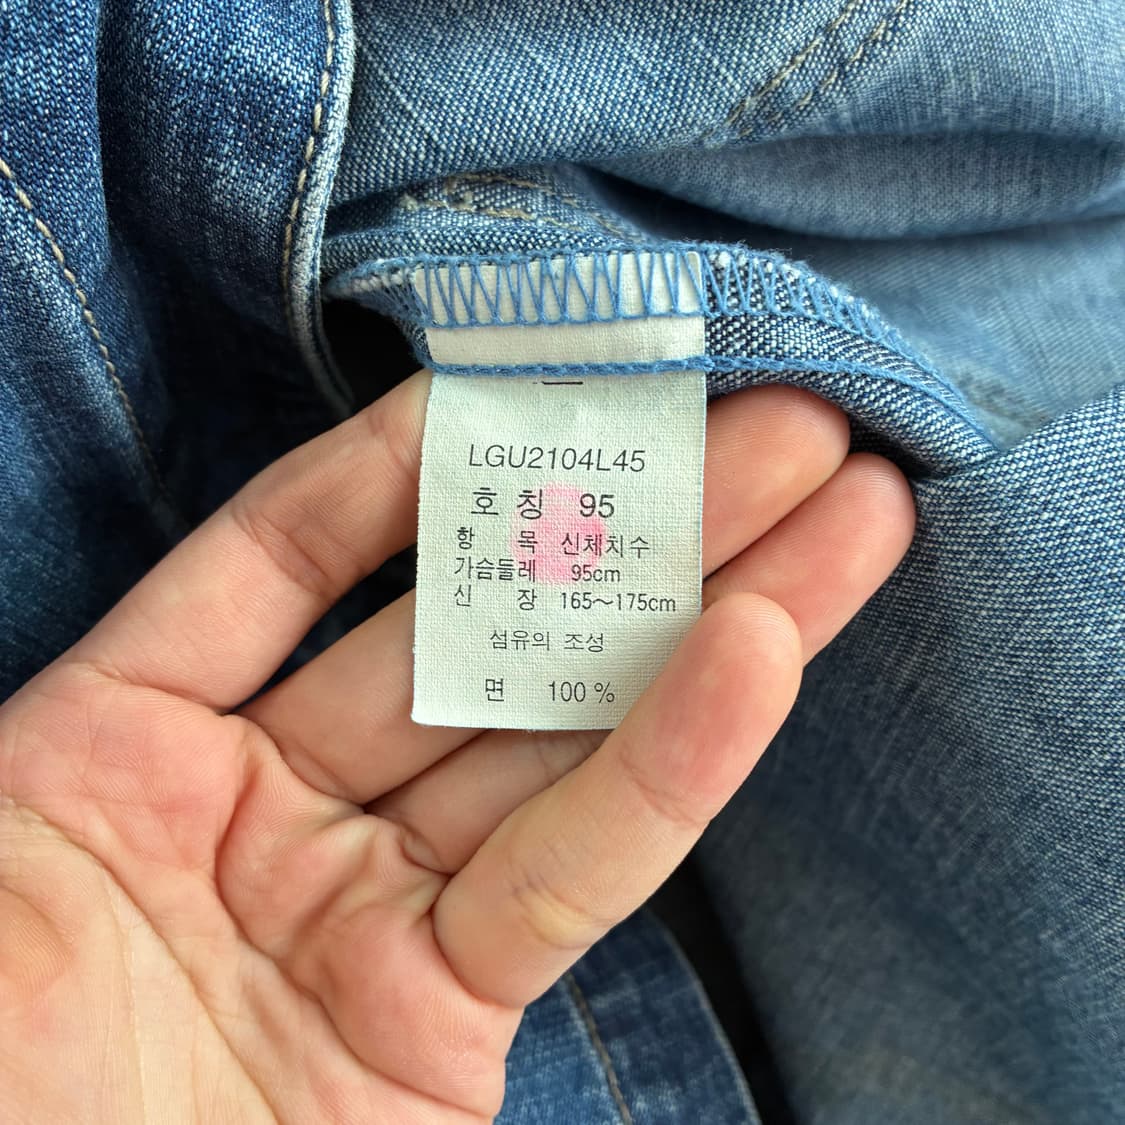 LGU2104L45
호 칭 95
항 목 신체치수
가슴둘레 95cm
신 장 165~175cm
섬유의 조성
면 100 %